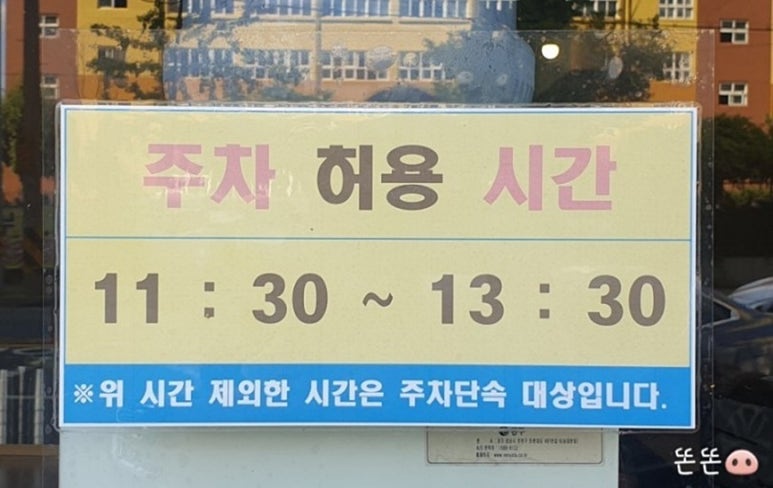 주차 허용 시간
11 : 30 ~ 13 : 30
※위 시간 제외한 시간은 주차단속 대상입니다.
똔똔